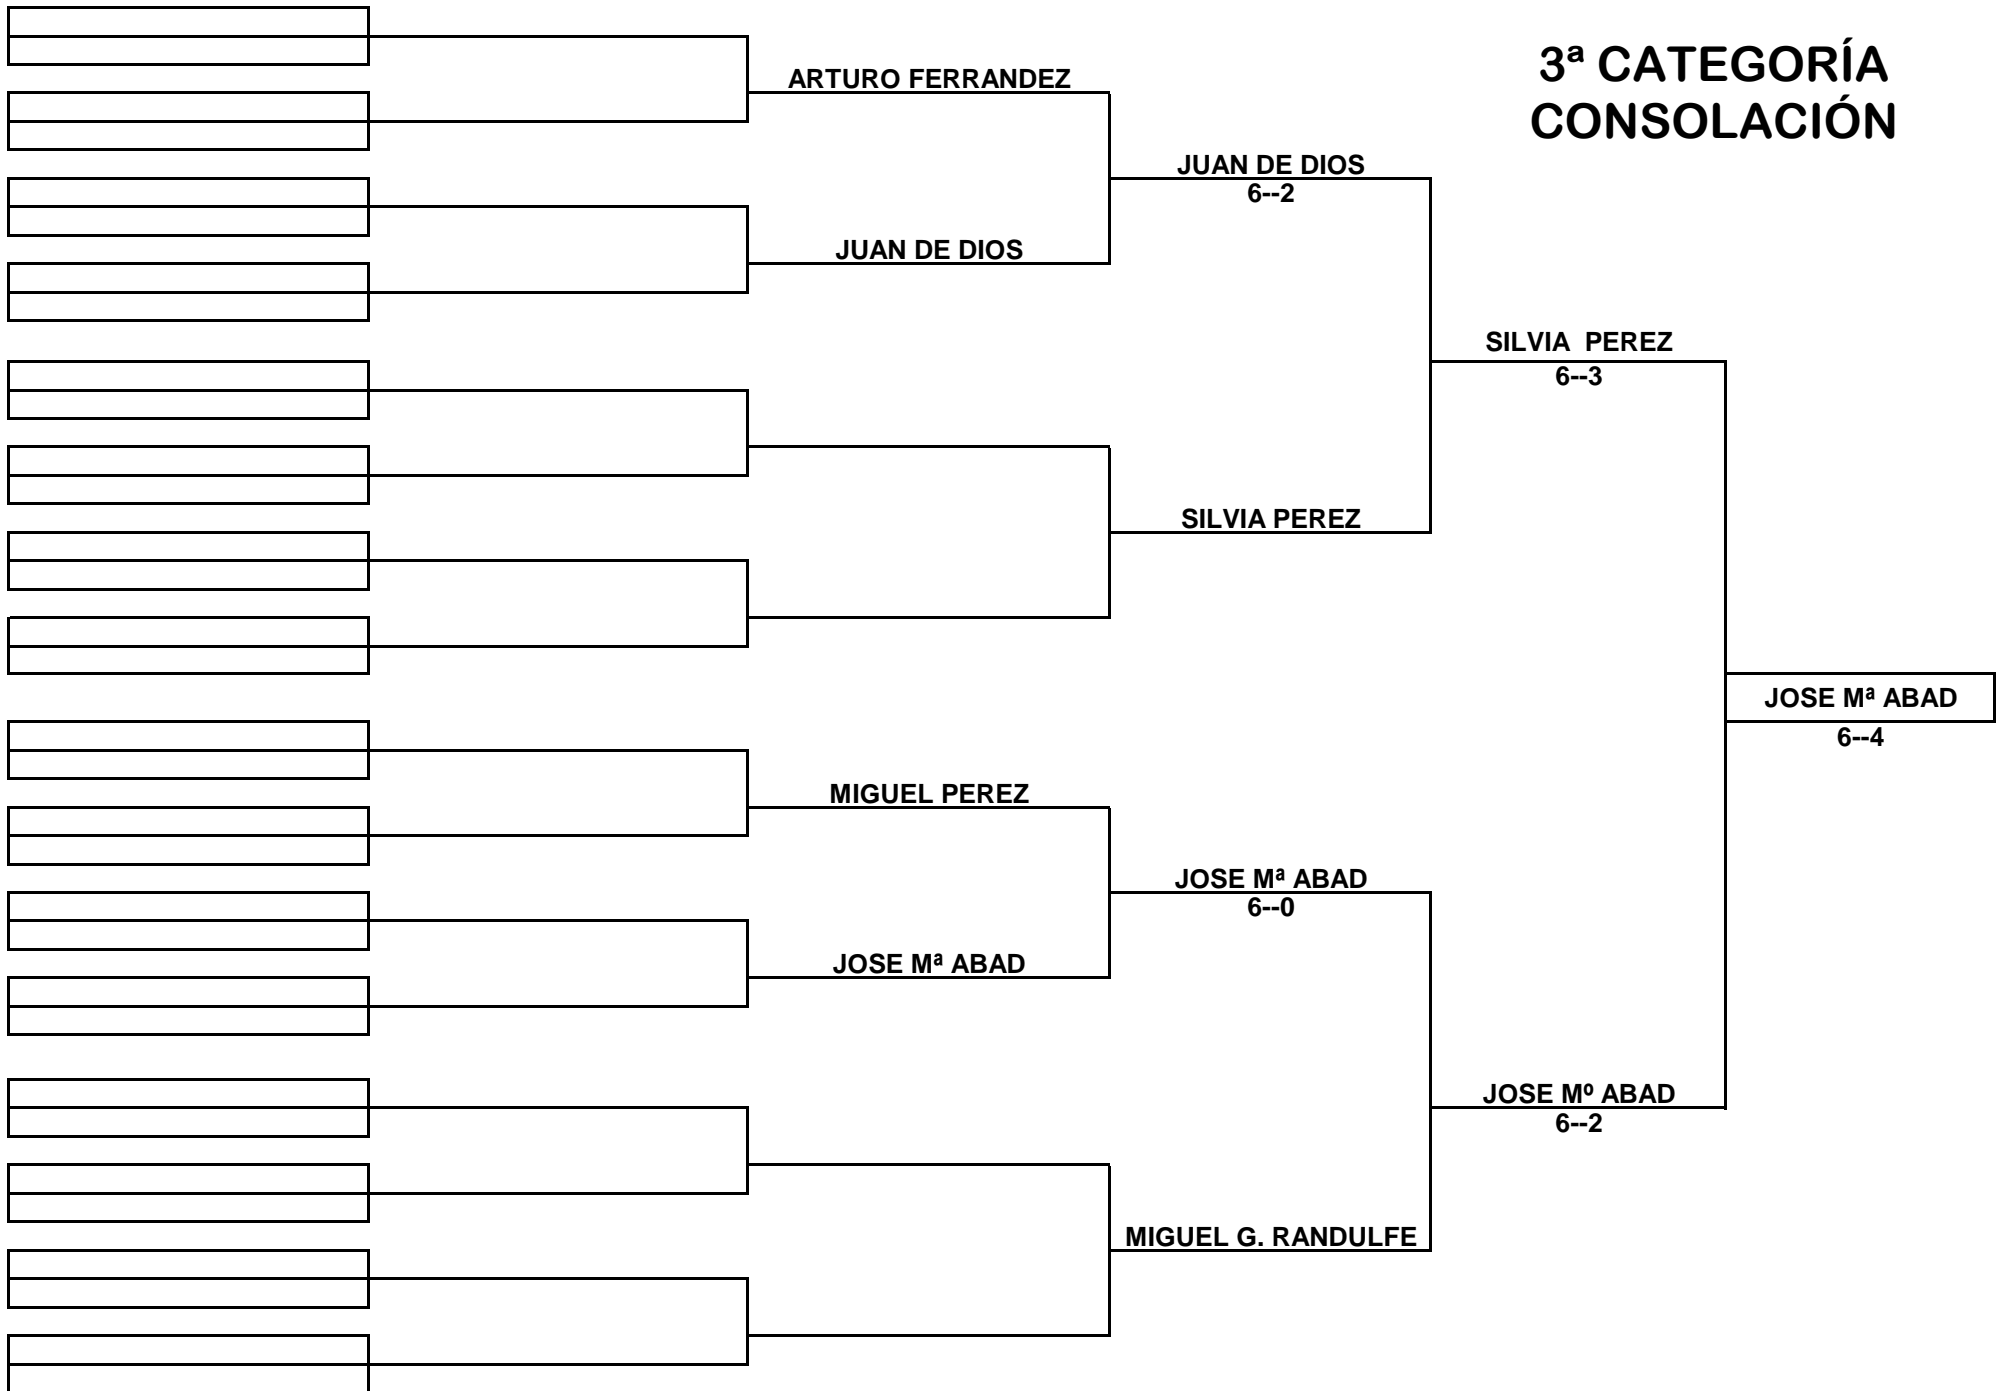 3ª CATEGORÍA
CONSOLACIÓN
ARTURO FERRANDEZ
JUAN DE DIOS
6--2
JUAN DE DIOS
SILVIA  PEREZ
6--3
SILVIA PEREZ
JOSE Mª ABAD
6--4
MIGUEL PEREZ
JOSE Mª ABAD
6--0
JOSE Mª ABAD
JOSE Mº ABAD
6--2
MIGUEL G. RANDULFE